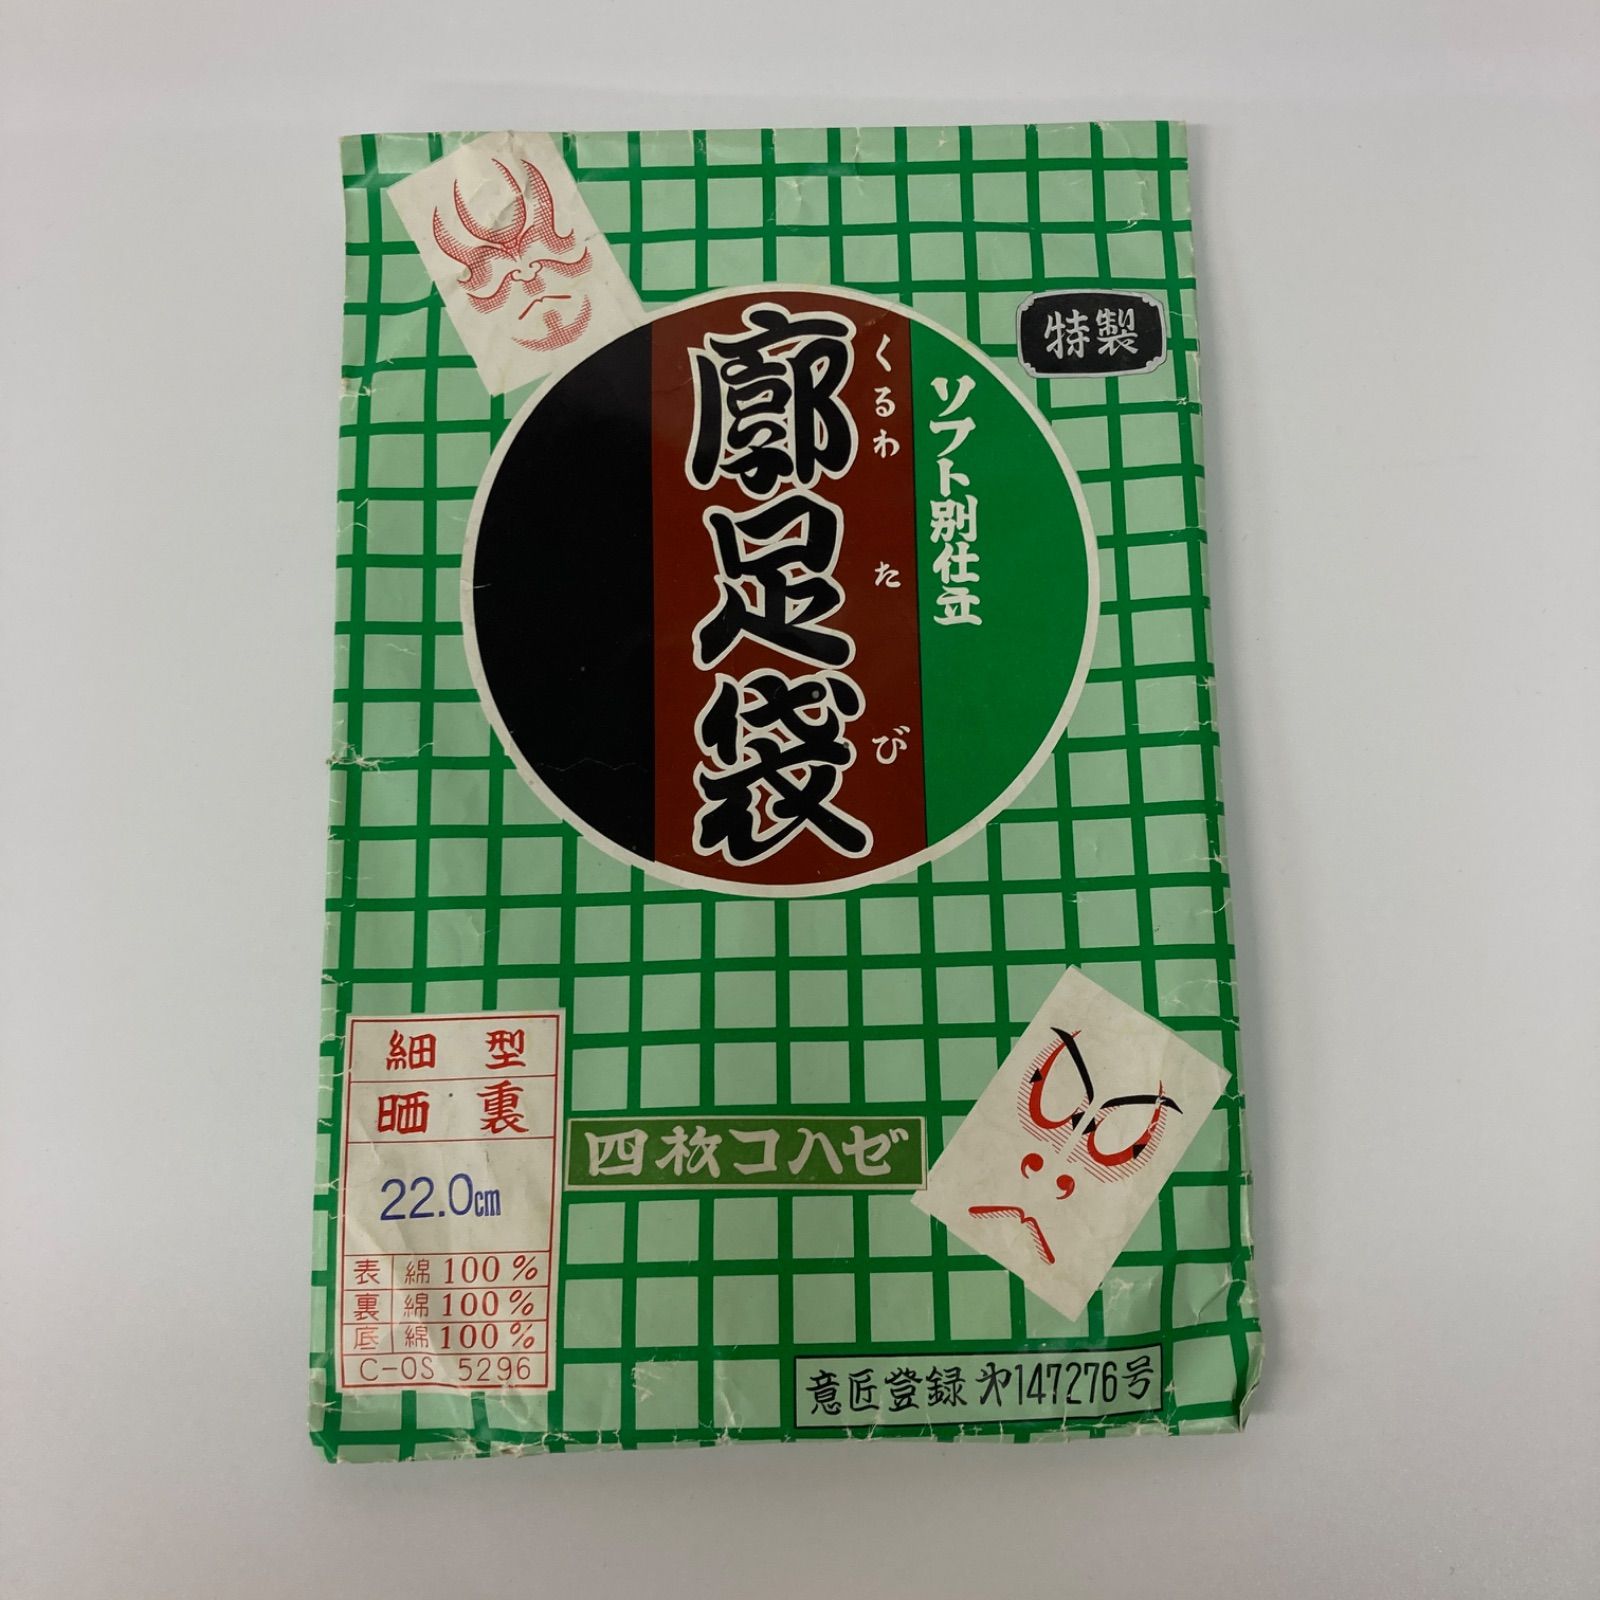 特製
ソフト別仕立
くるわたび
廓足袋
細型
晒裏
22.0cm
表 綿100%
裏 綿100%
底 綿100%
C-OS 5296
四枚コハゼ
意匠登録㐧147276号